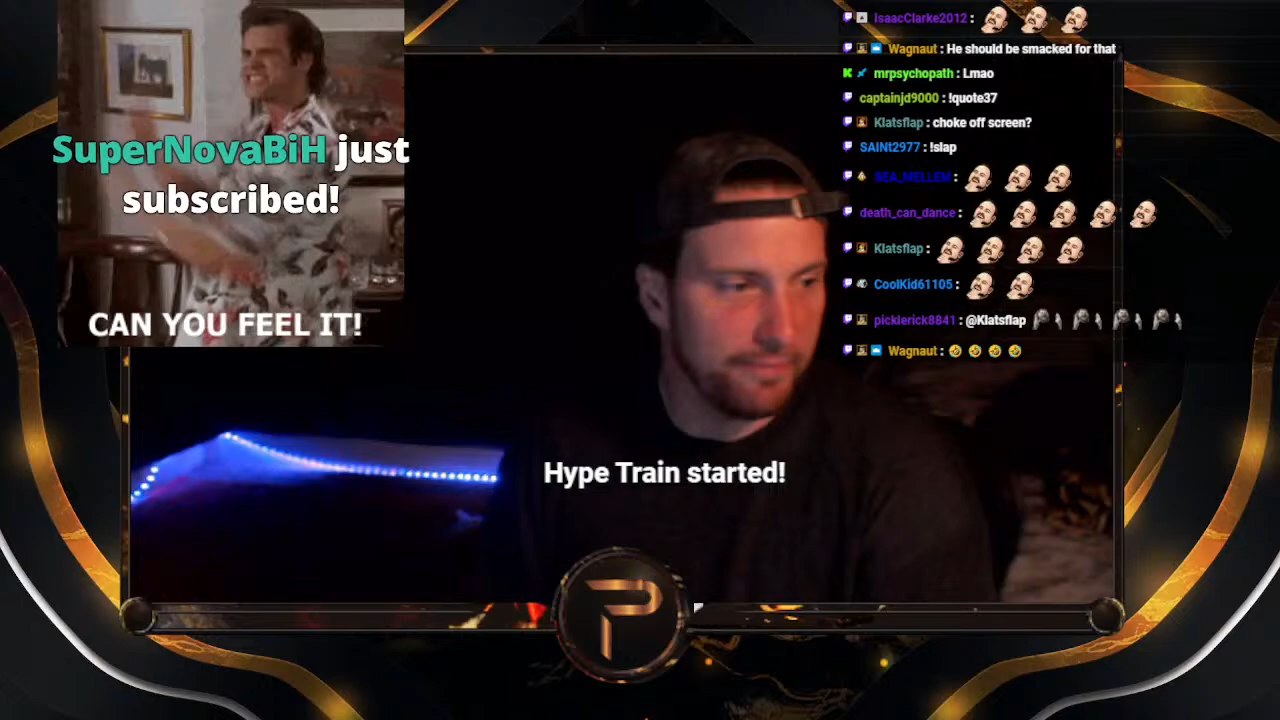 SuperNovaBiH just
subscribed!
CAN YOU FEEL IT!
IsaacClarke2012 :
Wagnaut : He should be smacked for that
mrpsychopath : Lmao
captainjd9000 : !quote37
Klatsflap : choke off screen?
SAINt2977 : !slap
SEA_MELLEM :
death_can_dance :
Klatsflap :
CoolKid61105 :
picklerick8841 : @Klatsflap
Wagnaut : 🤣 🤣 🤣 🤣
Hype Train started!
P